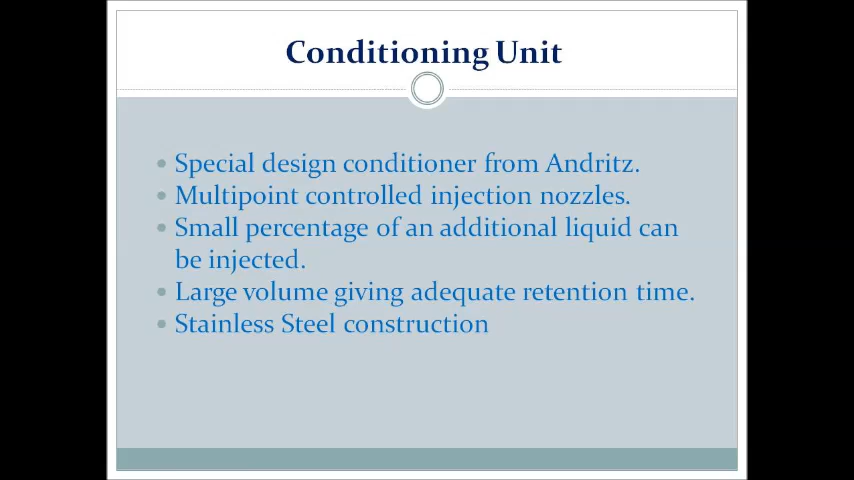 Conditioning Unit
• Special design conditioner from Andritz.
• Multipoint controlled injection nozzles.
• Small percentage of an additional liquid can
be injected.
• Large volume giving adequate retention time.
• Stainless Steel construction